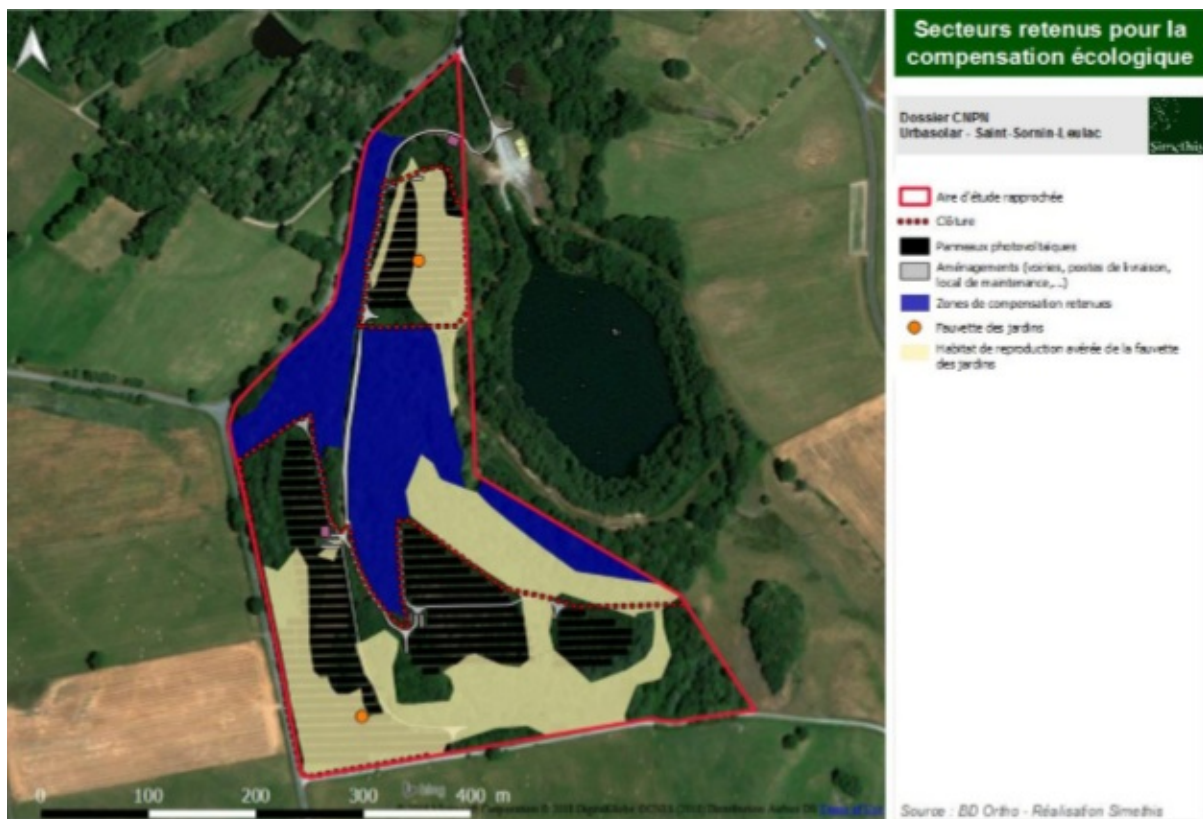 Secteurs retenus pour la
compensation écologique
Dossier CNPN
Urbasolar - Saint-Sornin-Leulac
Simethis
Aire d'étude rapprochée
Clôture
Panneaux photovoltaïques
Aménagements (voiries, postes de livraison,
local de maintenance,...)
Zones de compensation retenues
Fauvette des jardins
Habitat de reproduction avérée de la fauvette
des jardins
0 100 200 300 400 m
Source : BD Ortho - Réalisation Simethis